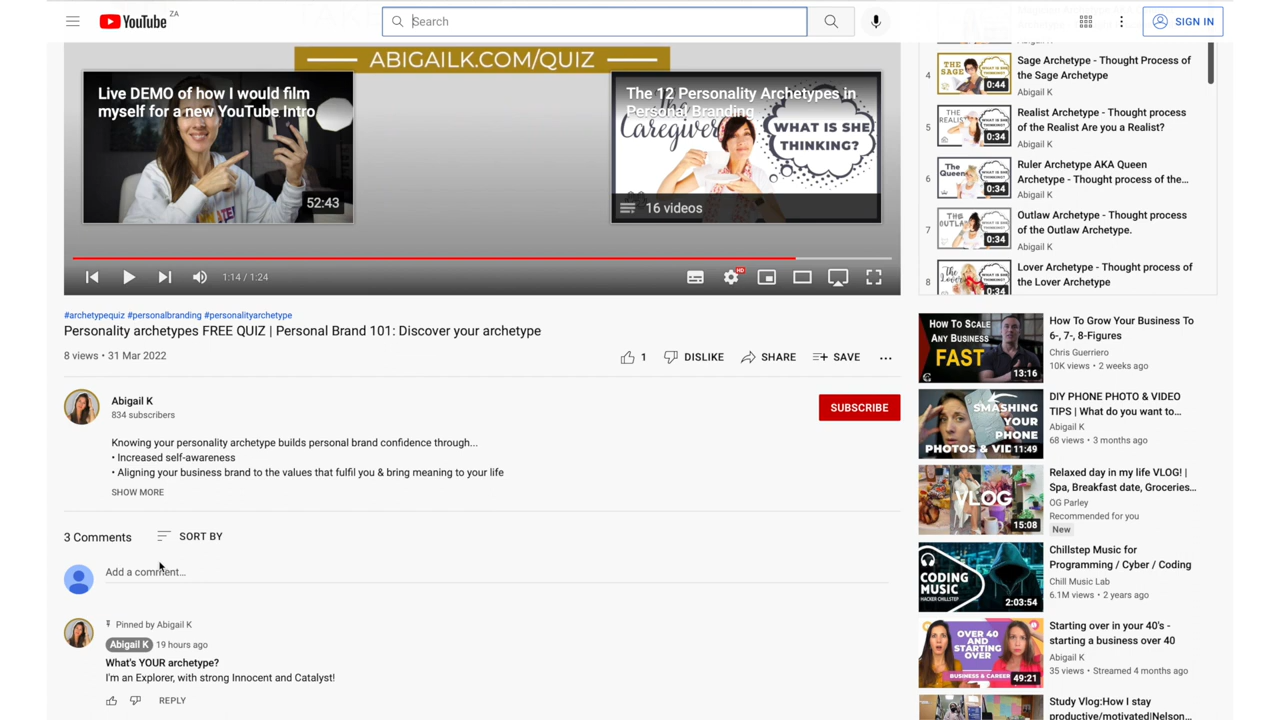 YouTube ZA
Search
SIGN IN
ABIGAILK.COM/QUIZ
Live DEMO of how I would film
myself for a new YouTube Intro
52:43
The 12 Personality Archetypes in
Personal Branding
Caregiver
WHAT IS SHE
THINKING?
16 videos
1:14 / 1:24
HD
#archetypequiz #personalbranding #personalityarchetype
Personality archetypes FREE QUIZ | Personal Brand 101: Discover your archetype
8 views • 31 Mar 2022
1
DISLIKE
SHARE
SAVE
Abigail K
834 subscribers
SUBSCRIBE
Knowing your personality archetype builds personal brand confidence through...
• Increased self-awareness
• Aligning your business brand to the values that fulfil you & bring meaning to your life
SHOW MORE
3 Comments
SORT BY
Add a comment...
Pinned by Abigail K
Abigail K 19 hours ago
What's YOUR archetype?
I'm an Explorer, with strong Innocent and Catalyst!
REPLY
4
THE
SAGE
0:44
Sage Archetype - Thought Process of
the Sage Archetype
Abigail K
5
THE
REALIST
0:34
Realist Archetype - Thought process
of the Realist Are you a Realist?
Abigail K
6
The
Queen
0:34
Ruler Archetype AKA Queen
Archetype - Thought process of the...
Abigail K
7
THE
OUTLAW
0:34
Outlaw Archetype - Thought process
of the Outlaw Archetype.
Abigail K
8
The
Lover
0:34
Lover Archetype - Thought process of
the Lover Archetype
HOW TO SCALE
ANY BUSINESS
FAST
13:16
How To Grow Your Business To
6-, 7-, 8-Figures
Chris Guerriero
10K views • 2 weeks ago
SMASHING
YOUR
PHONE
PHOTOS & VID
11:49
DIY PHONE PHOTO & VIDEO
TIPS | What do you want to...
Abigail K
68 views • 3 months ago
VLOG
15:08
Relaxed day in my life VLOG! |
Spa, Breakfast date, Groceries...
OG Parley
Recommended for you
New
CODING
MUSIC
HACKER CHILLSTEP
2:03:54
Chillstep Music for
Programming / Cyber / Coding
Chill Music Lab
6.1M views • 2 years ago
OVER 40
AND
STARTING
OVER
BUSINESS & CAREER
49:21
Starting over in your 40's -
starting a business over 40
Abigail K
35 views • Streamed 4 months ago
Study Vlog:How I stay
productive/motivated|Nelson...